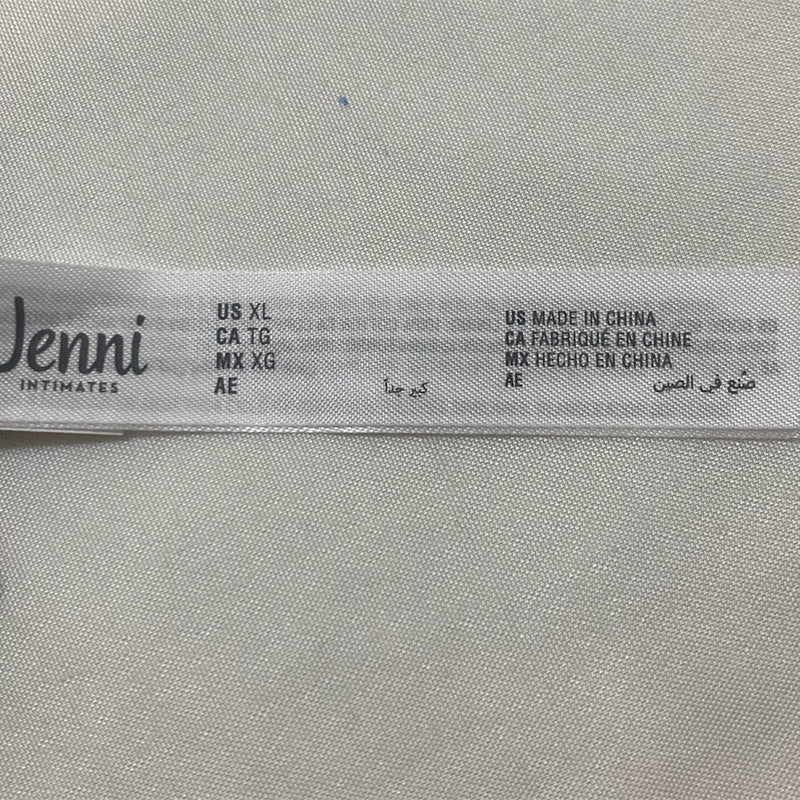 Jenni
INTIMATES
US XL
CA TG
MX XG
AE كبير جداً
US MADE IN CHINA
CA FABRIQUÉ EN CHINE
MX HECHO EN CHINA
AE صُنع في الصين